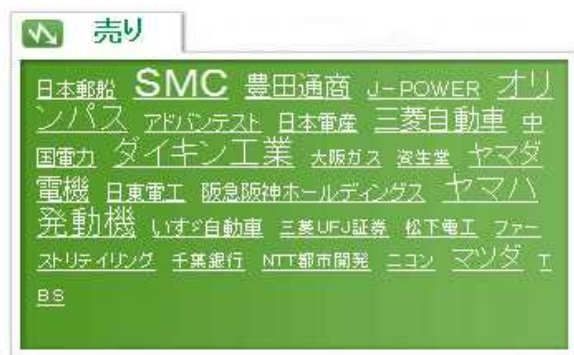 売り
日本郵船 SMC 豊田通商 J-POWER オリ
ンパス アドバンテスト 日本電産 三菱自動車 中
国電力 ダイキン工業 大阪ガス 資生堂 ヤマダ
電機 日東電工 阪急阪神ホールディングス ヤマハ
発動機 いすゞ自動車 三菱UFJ証券 松下電工 ファー
ストリテイリング 千葉銀行 NTT都市開発 ニコン マツダ T
BS